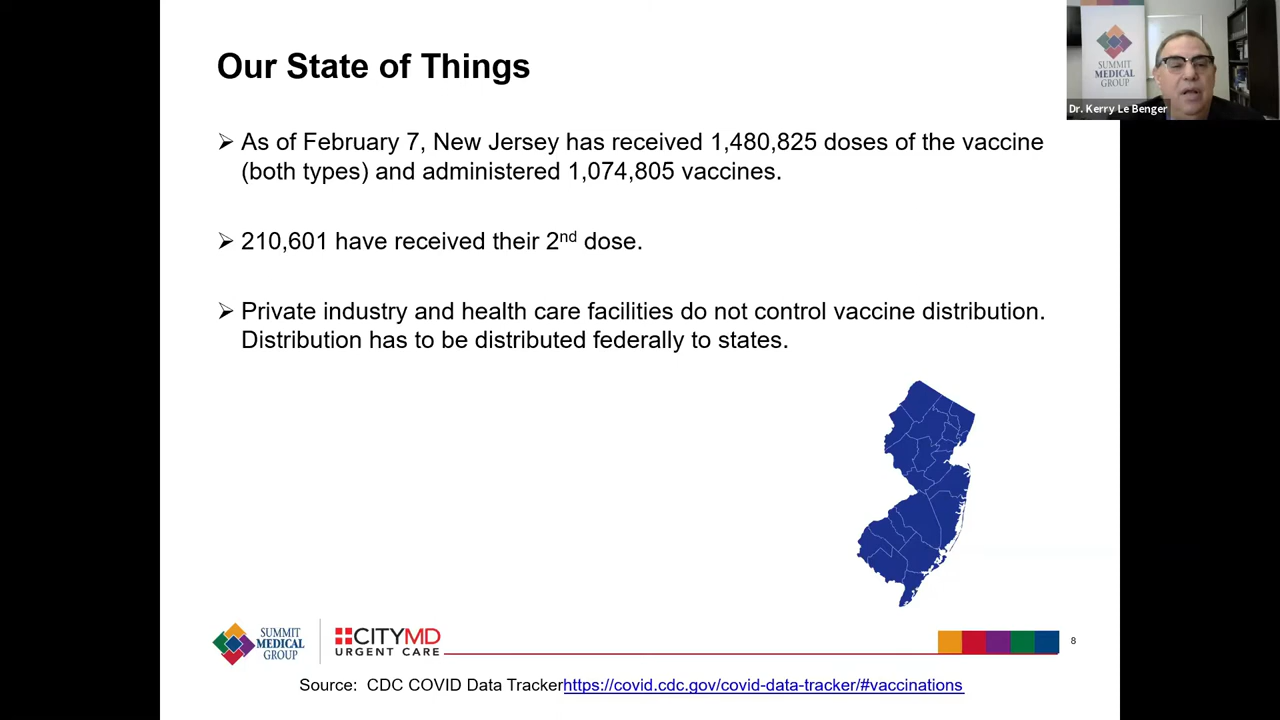 Our State of Things
SUMMIT
MEDICAL
GROUP
Dr. Kerry Le Benger
➢ As of February 7, New Jersey has received 1,480,825 doses of the vaccine
(both types) and administered 1,074,805 vaccines.
➢ 210,601 have received their 2nd dose.
➢ Private industry and health care facilities do not control vaccine distribution.
Distribution has to be distributed federally to states.
SUMMIT
MEDICAL
GROUP
CITYMD
URGENT CARE
8
Source: CDC COVID Data Trackerhttps://covid.cdc.gov/covid-data-tracker/#vaccinations